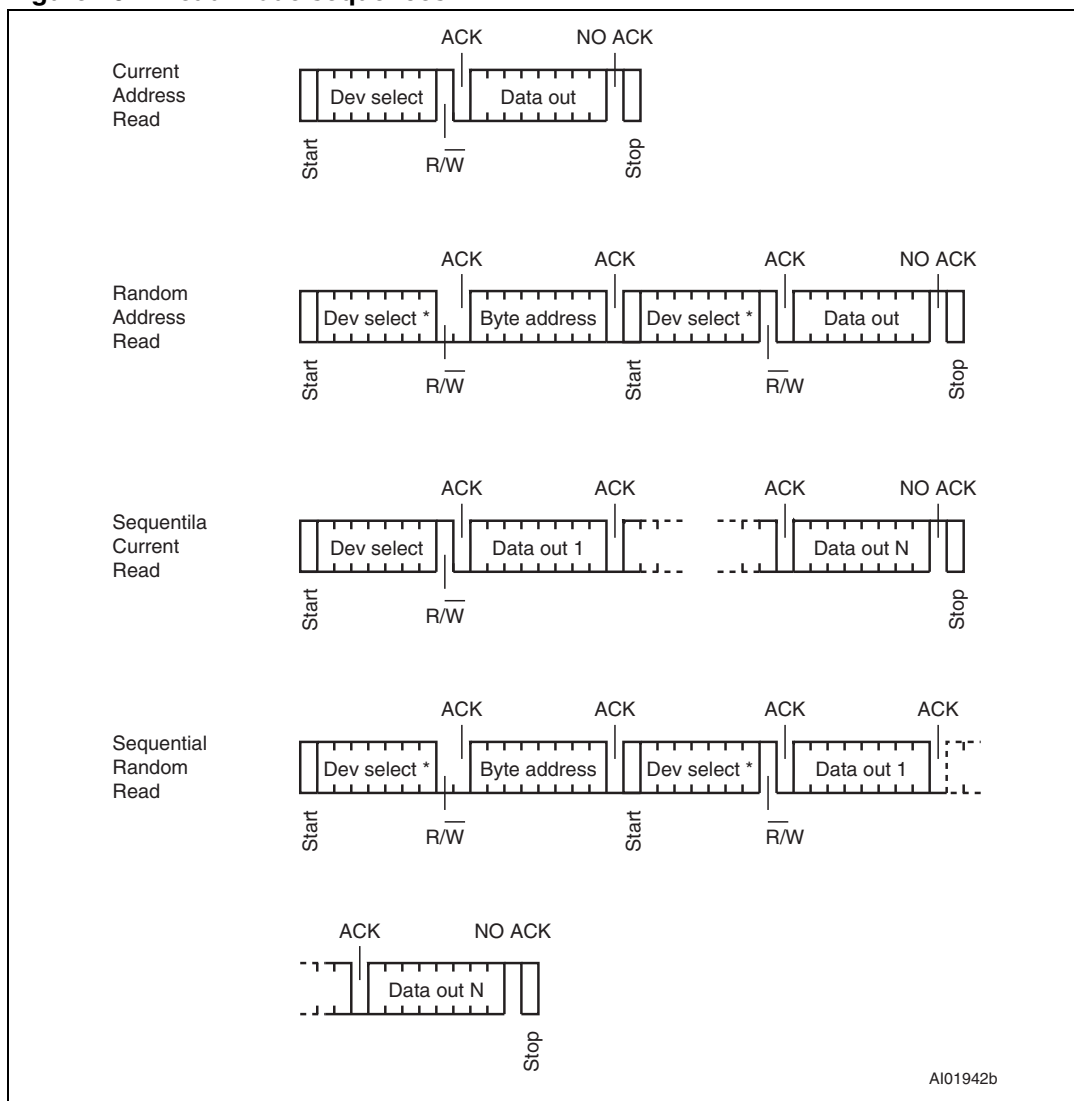 Current
Address
Read
ACK
NO ACK
Dev select
Data out
Start
R/W
Stop
Random
Address
Read
ACK
ACK
ACK
NO ACK
Dev select *
Byte address
Dev select *
Data out
Start
R/W
Start
R/W
Stop
Sequentila
Current
Read
ACK
ACK
ACK
NO ACK
Dev select
Data out 1
Data out N
Start
R/W
Stop
Sequential
Random
Read
ACK
ACK
ACK
ACK
Dev select *
Byte address
Dev select *
Data out 1
Start
R/W
Start
R/W
ACK
NO ACK
Data out N
Stop
AI01942b